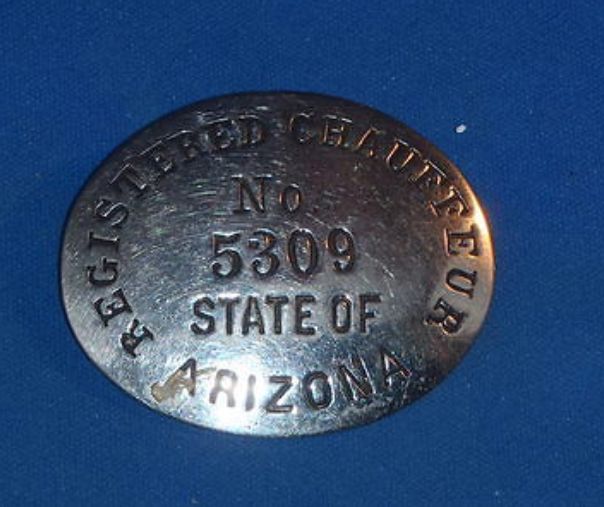 REGISTERED CHAUFFEUR
No.
5309
STATE OF
ARIZONA